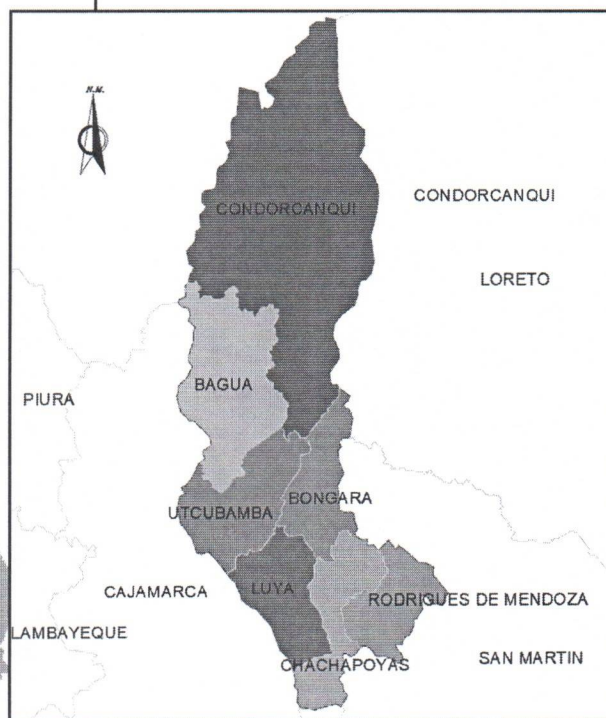 N.M.
CONDORCANQUI
CONDORCANQUI
LORETO
BAGUA
PIURA
BONGARA
UTCUBAMBA
CAJAMARCA
LUYA
RODRIGUES DE MENDOZA
LAMBAYEQUE
CHACHAPOYAS
SAN MARTIN